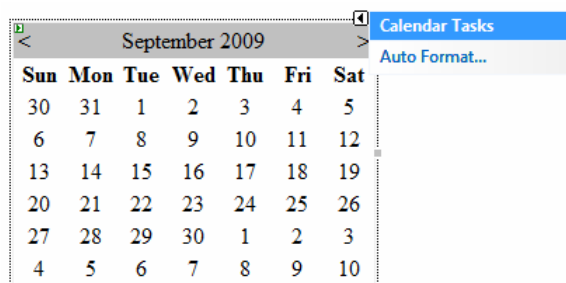 < September 2009 >
Sun Mon Tue Wed Thu Fri Sat
30 31 1 2 3 4 5
6 7 8 9 10 11 12
13 14 15 16 17 18 19
20 21 22 23 24 25 26
27 28 29 30 1 2 3
4 5 6 7 8 9 10
Calendar Tasks
Auto Format...